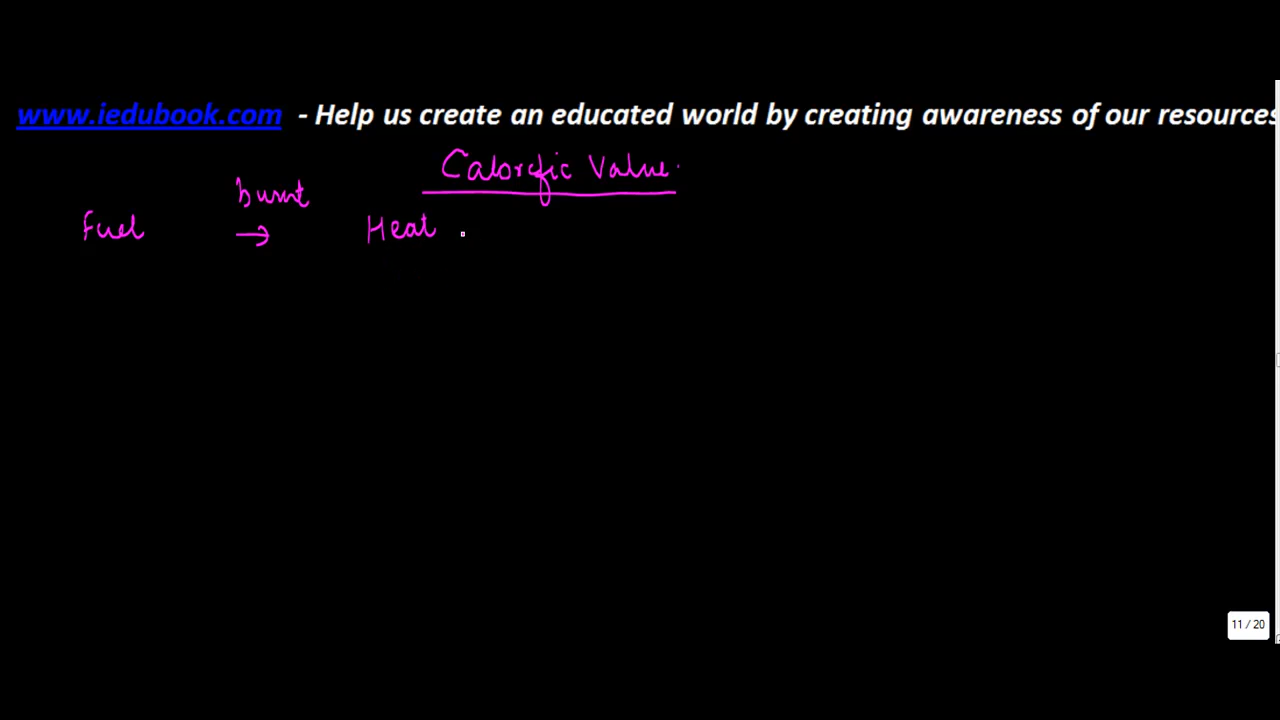 www.iedubook.com - Help us create an educated world by creating awareness of our resources
Calorific Value.
burnt
Fuel → Heat
11 / 20